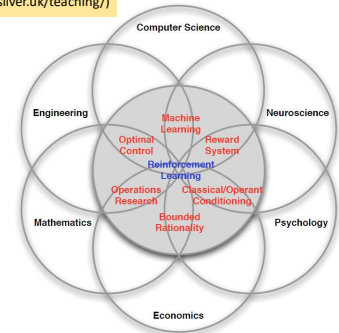 silver.uk/teaching/)
Computer Science
Engineering
Neuroscience
Machine
Learning
Optimal
Control
Reward
System
Reinforcement
Learning
Operations
Research
Classical/Operant
Conditioning
Bounded
Rationality
Mathematics
Psychology
Economics